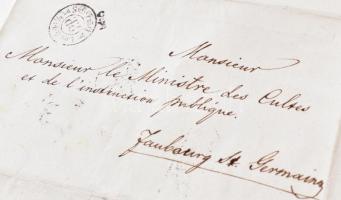 Monsieur
Monsieur le Ministre des Cultes
et de l'instruction publique.
Faubourg St. Germain